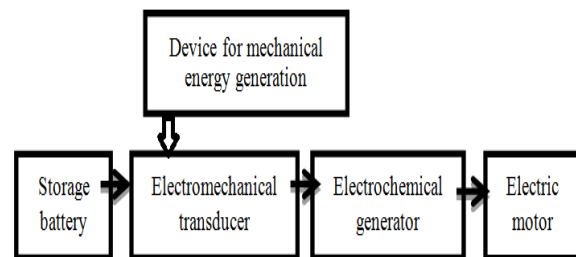 Device for mechanical
energy generation
Storage
battery
Electromechanical
transducer
Electrochemical
generator
Electric
motor